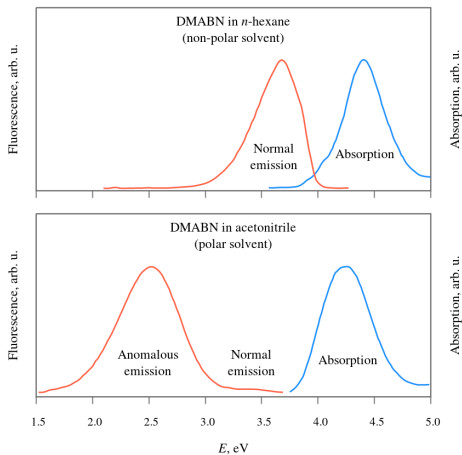 DMABN in n-hexane
(non-polar solvent)
Fluorescence, arb. u.
Absorption, arb. u.
Normal
emission
Absorption
DMABN in acetonitrile
(polar solvent)
Fluorescence, arb. u.
Absorption, arb. u.
Anomalous
emission
Normal
emission
Absorption
1.5 2.0 2.5 3.0 3.5 4.0 4.5 5.0
E, eV